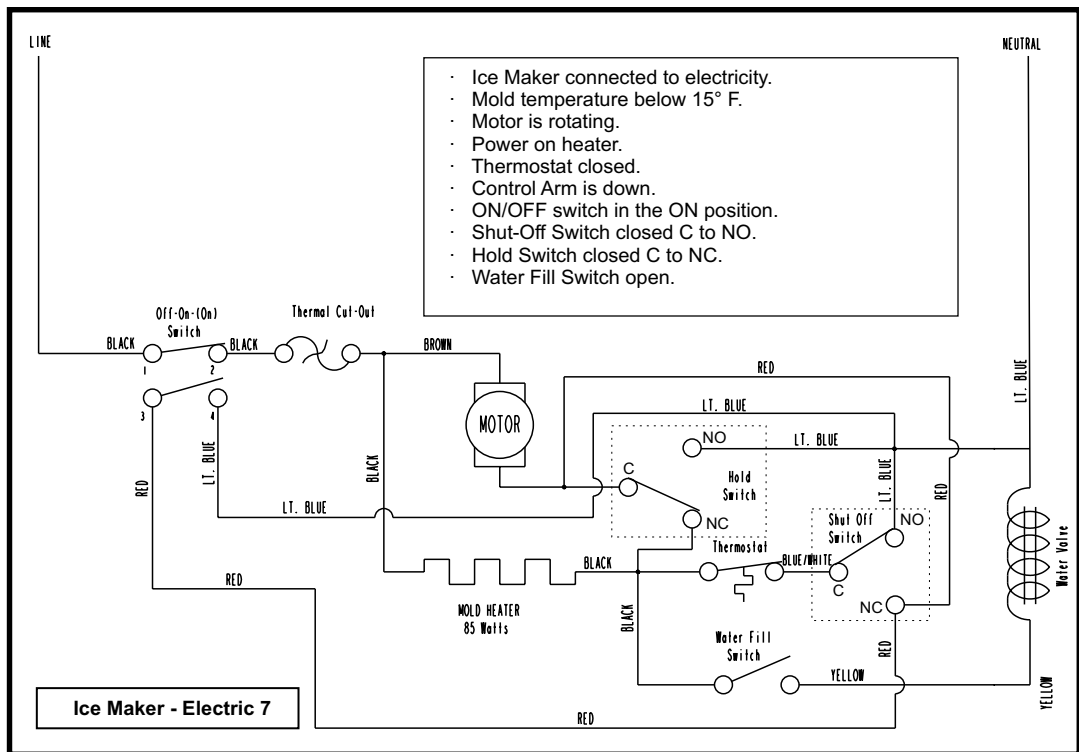 LINE
NEUTRAL
· Ice Maker connected to electricity.
· Mold temperature below 15° F.
· Motor is rotating.
· Power on heater.
· Thermostat closed.
· Control Arm is down.
· ON/OFF switch in the ON position.
· Shut-Off Switch closed C to NO.
· Hold Switch closed C to NC.
· Water Fill Switch open.
Off-On-(On)
Switch
Thermal Cut-Out
BLACK
BLACK
BROWN
1
2
3
4
RED
LT. BLUE
LT. BLUE
MOTOR
NO
LT. BLUE
C
Hold
Switch
NC
BLACK
RED
LT. BLUE
LT. BLUE
LT. BLUE
RED
Shut Off
Switch
NO
Thermostat
BLUE/WHITE
C
NC
BLACK
RED
MOLD HEATER
85 Watts
BLACK
Water Fill
Switch
YELLOW
RED
Water Valve
YELLOW
RED
Ice Maker - Electric 7